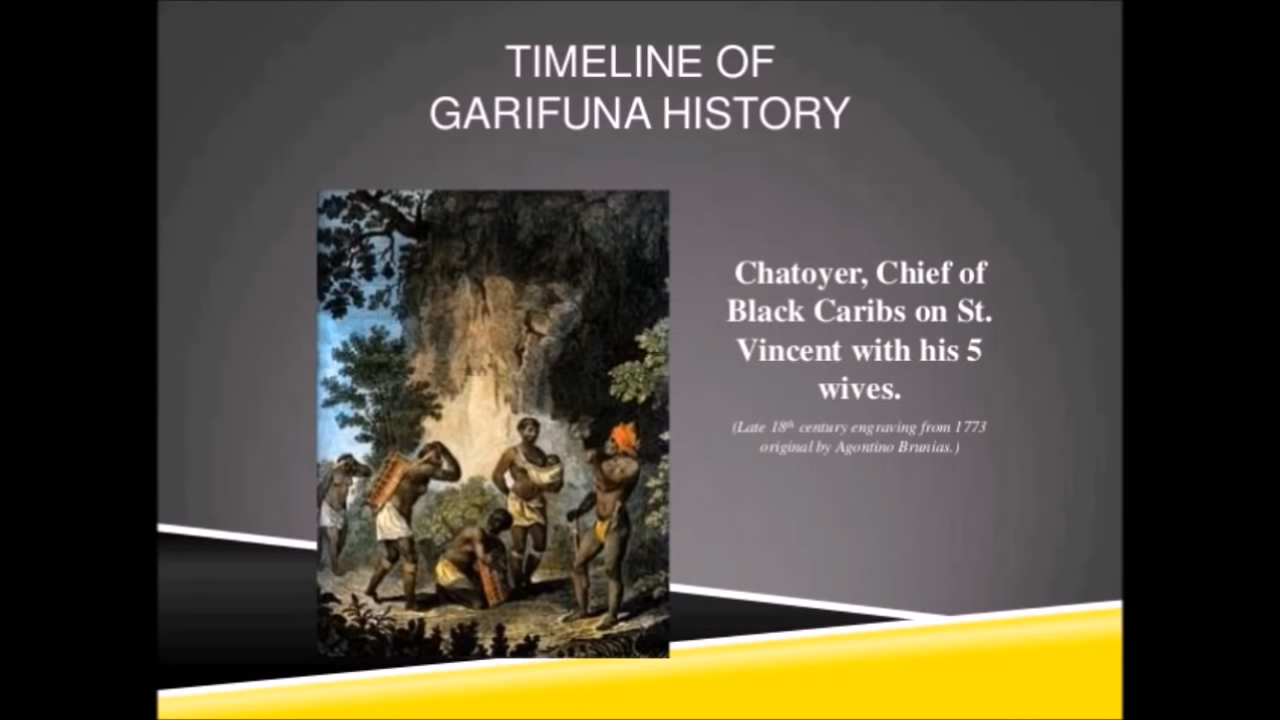 TIMELINE OF
GARIFUNA HISTORY
Chatoyer, Chief of
Black Caribs on St.
Vincent with his 5
wives.
(Late 18th century engraving from 1773
original by Agontino Brunias.)